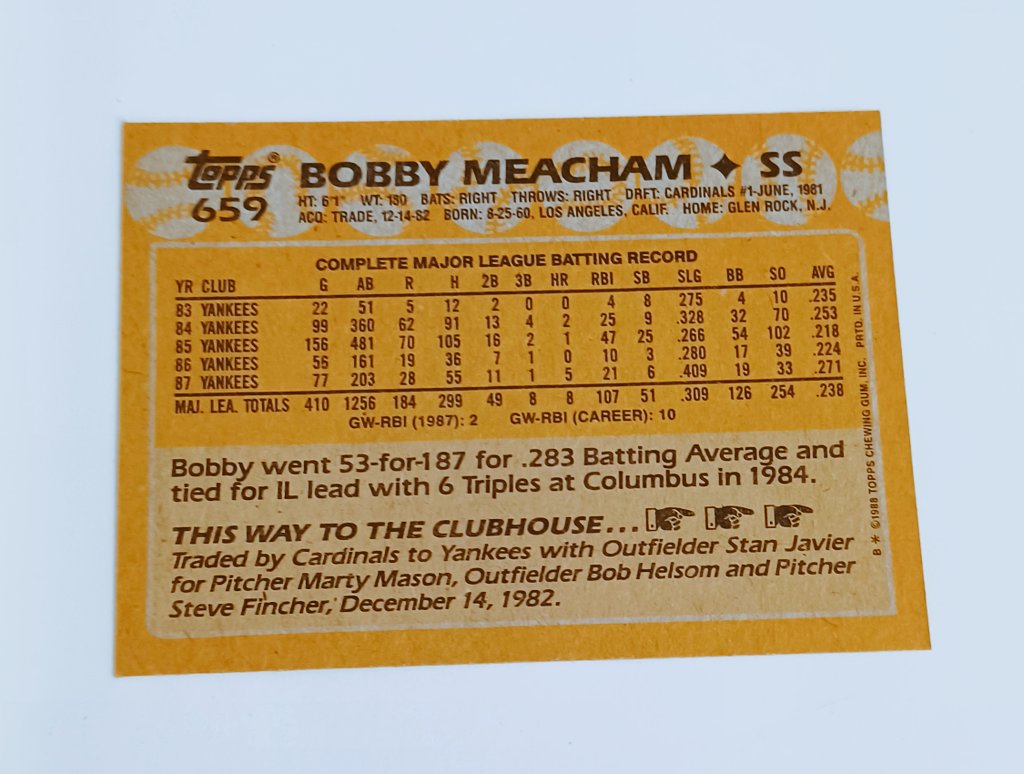 Topps® BOBBY MEACHAM ✦ SS
659 HT: 6'1" WT: 180 BATS: RIGHT THROWS: RIGHT DRFT: CARDINALS #1-JUNE, 1981
ACQ: TRADE, 12-14-82 BORN: 8-25-60, LOS ANGELES, CALIF. HOME: GLEN ROCK, N.J.
COMPLETE MAJOR LEAGUE BATTING RECORD
YR CLUB G AB R H 2B 3B HR RBI SB SLG BB SO AVG
83 YANKEES 22 51 5 12 2 0 0 4 8 .275 4 10 .235
84 YANKEES 99 360 62 91 13 4 2 25 9 .328 32 70 .253
85 YANKEES 156 481 70 105 16 2 1 47 25 .266 54 102 .218
86 YANKEES 56 161 19 36 7 1 0 10 3 .280 17 39 .224
87 YANKEES 77 203 28 55 11 1 5 21 6 .409 19 33 .271
MAJ. LEA. TOTALS 410 1256 184 299 49 8 8 107 51 .309 126 254 .238
GW-RBI (1987): 2 GW-RBI (CAREER): 10
Bobby went 53-for-187 for .283 Batting Average and
tied for IL lead with 6 Triples at Columbus in 1984.
THIS WAY TO THE CLUBHOUSE...
Traded by Cardinals to Yankees with Outfielder Stan Javier
for Pitcher Marty Mason, Outfielder Bob Helsom and Pitcher
Steve Fincher, December 14, 1982.
B * ©1988 TOPPS CHEWING GUM, INC. PRTD. IN U.S.A.